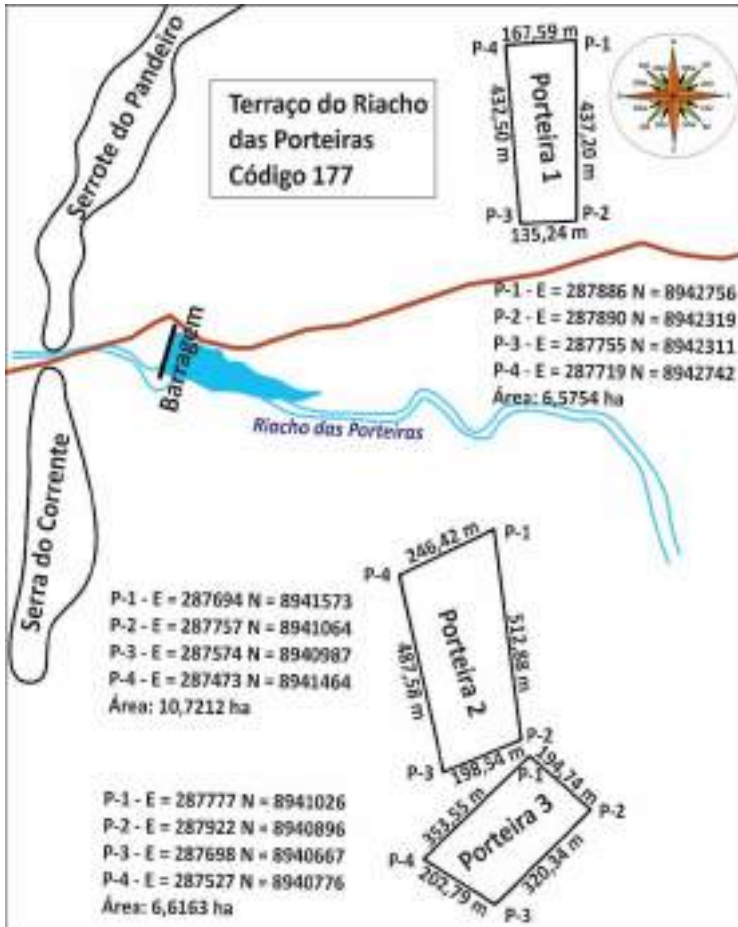 167,59 m
P-4
P-1
Porteira 1
432,50 m
437,20 m
P-3
P-2
135,24 m
Serrote do Pandeiro
Terraço do Riacho
das Porteiras
Código 177
P-1 - E = 287886 N = 8942756
P-2 - E = 287890 N = 8942319
P-3 - E = 287755 N = 8942311
P-4 - E = 287719 N = 8942742
Área: 6,5754 ha
Barragem
Riacho das Porteiras
Serra do Corrente
246,42 m
P-1
P-4
Porteira 2
512,88 m
487,58 m
P-2
P-3
198,54 m
P-1 - E = 287694 N = 8941573
P-2 - E = 287757 N = 8941064
P-3 - E = 287574 N = 8940987
P-4 - E = 287473 N = 8941464
Área: 10,7212 ha
194,74 m
P-1
P-2
353,55 m
Porteira 3
320,34 m
P-4
202,79 m
P-3
P-1 - E = 287777 N = 8941026
P-2 - E = 287922 N = 8940896
P-3 - E = 287698 N = 8940667
P-4 - E = 287527 N = 8940776
Área: 6,6163 ha